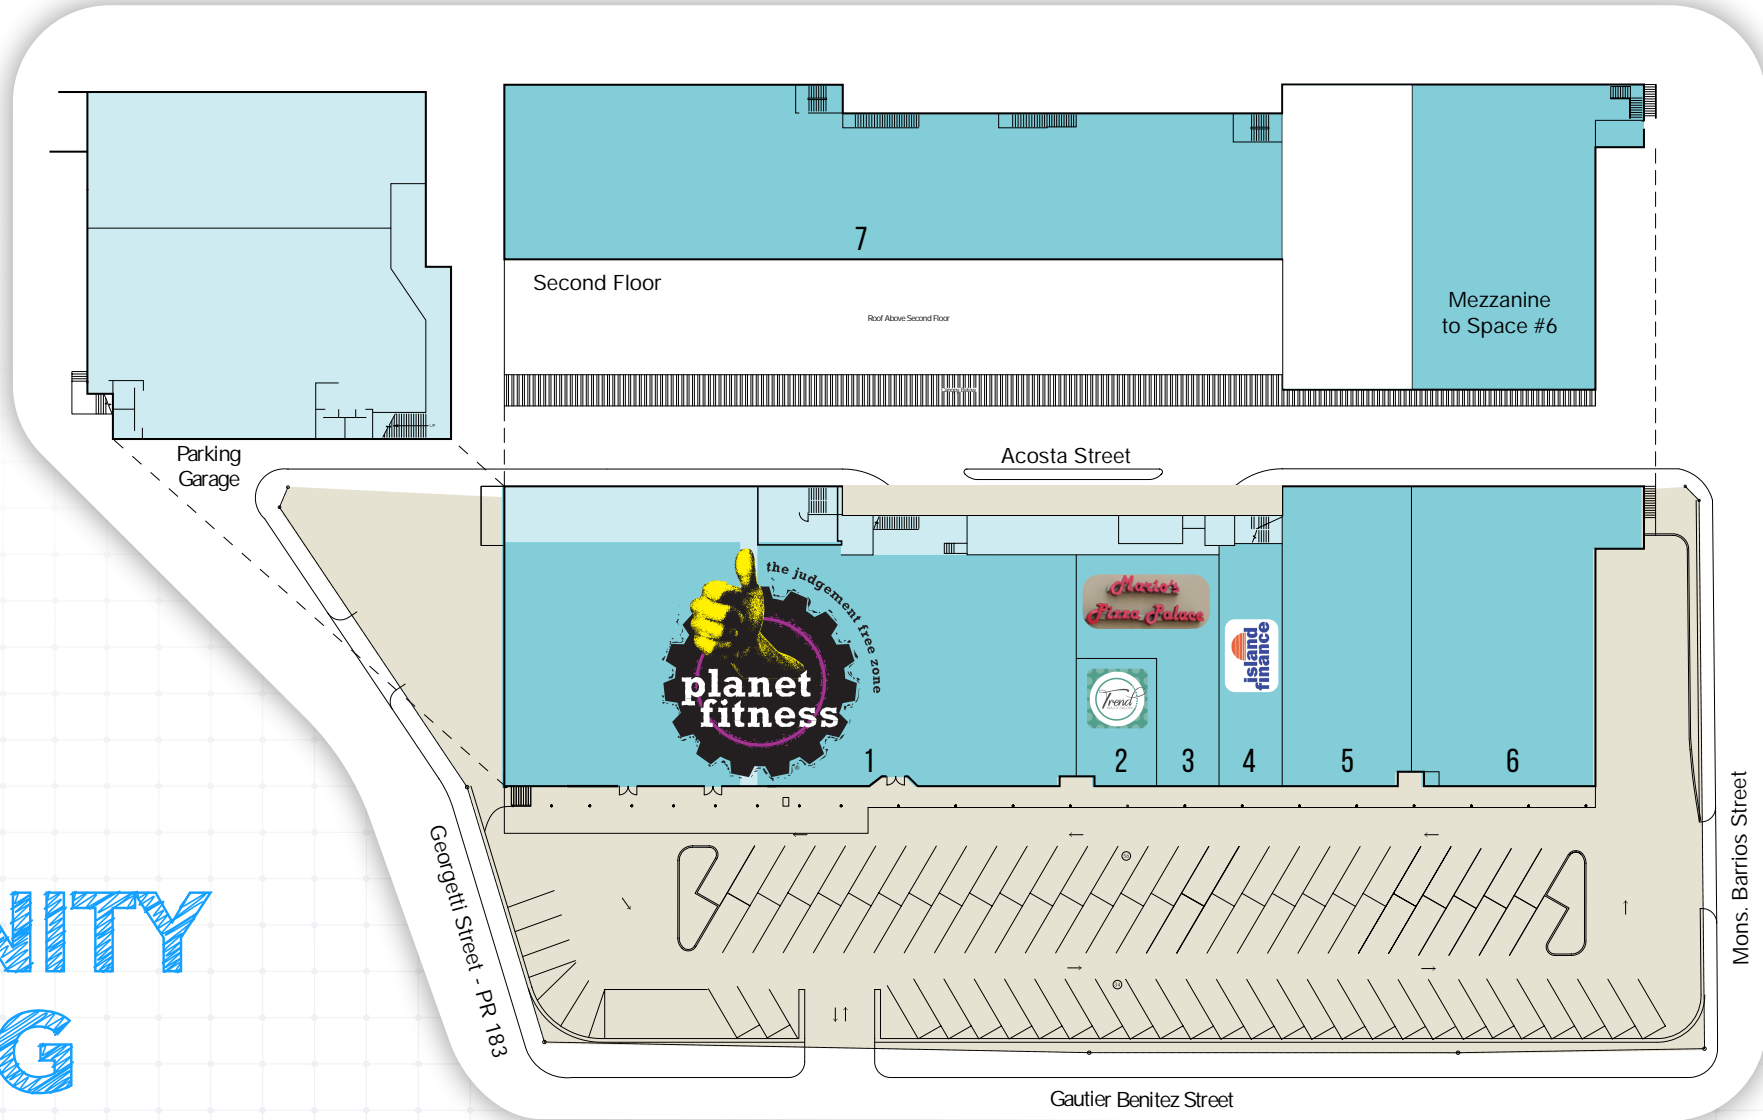 7
Second Floor
Roof Above Second Floor
Mezzanine
to Space #6
UP
Parking
Garage
Acosta Street
the judgement free zone
planet
fitness
Mario's
Pizza Palace
Trend
island
finance
1
2
3
4
5
6
Georgetti Street - PR 183
Mons. Barrios Street
Gautier Benitez Street
NITY
G